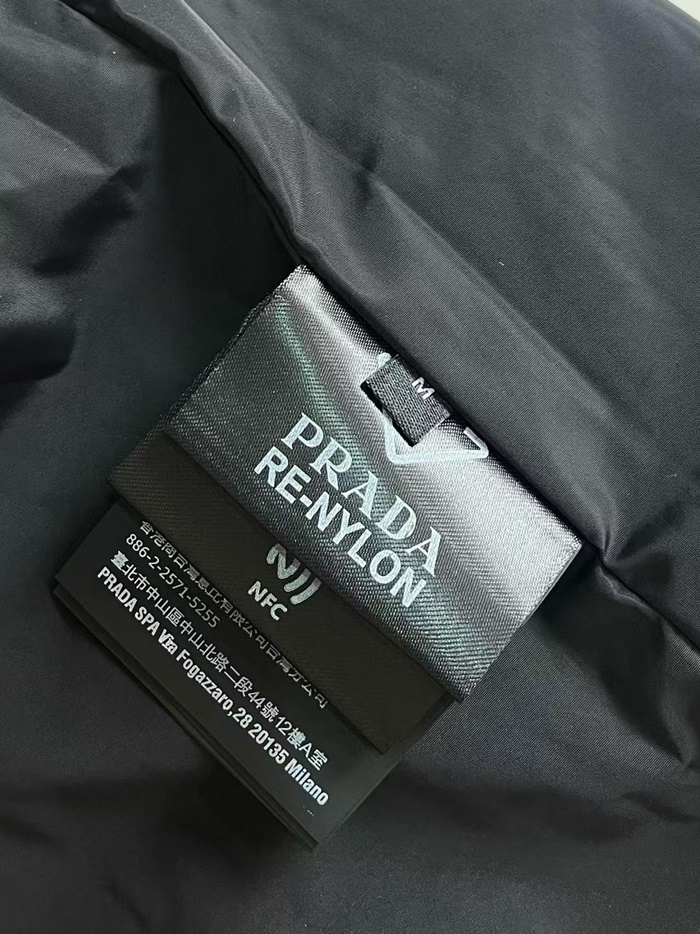 M
PRADA
RE-NYLON
NFC
886-2-2571-5255
臺北市中山區中山北路二段44號12樓A室
PRADA SPA Via Fogazzaro,28 20135 Milano